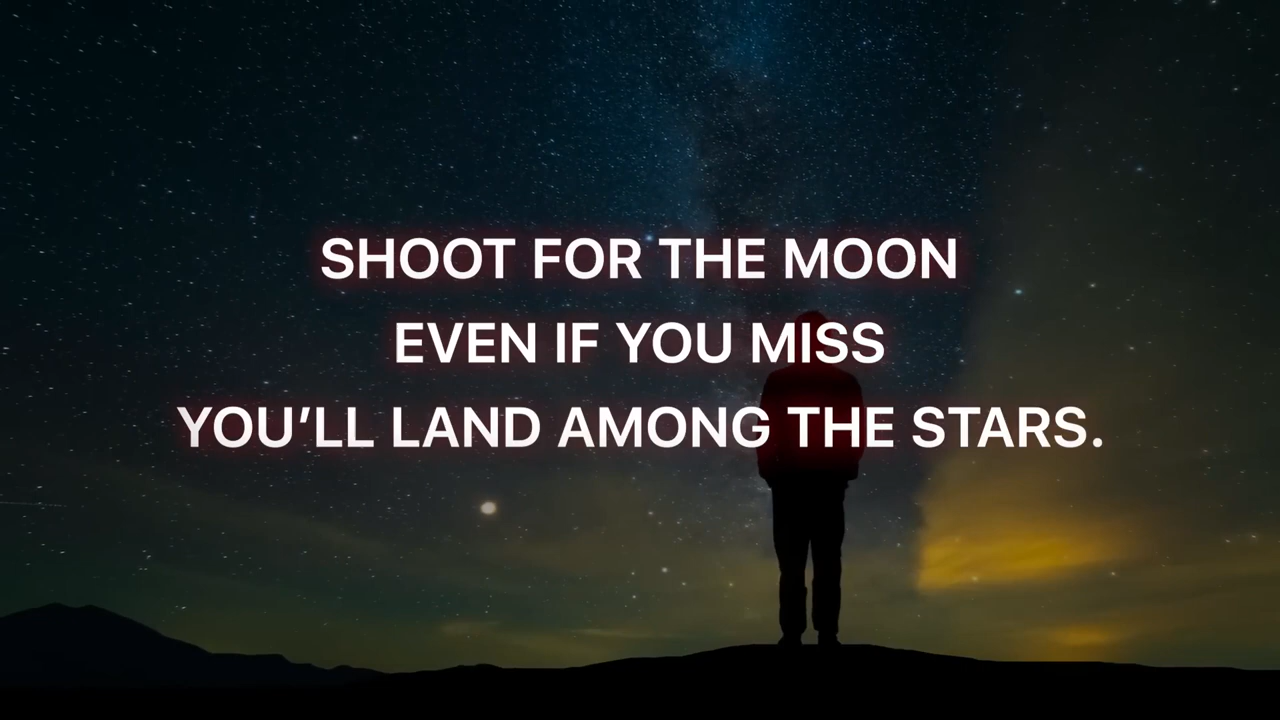 SHOOT FOR THE MOON
EVEN IF YOU MISS
YOU’LL LAND AMONG THE STARS.